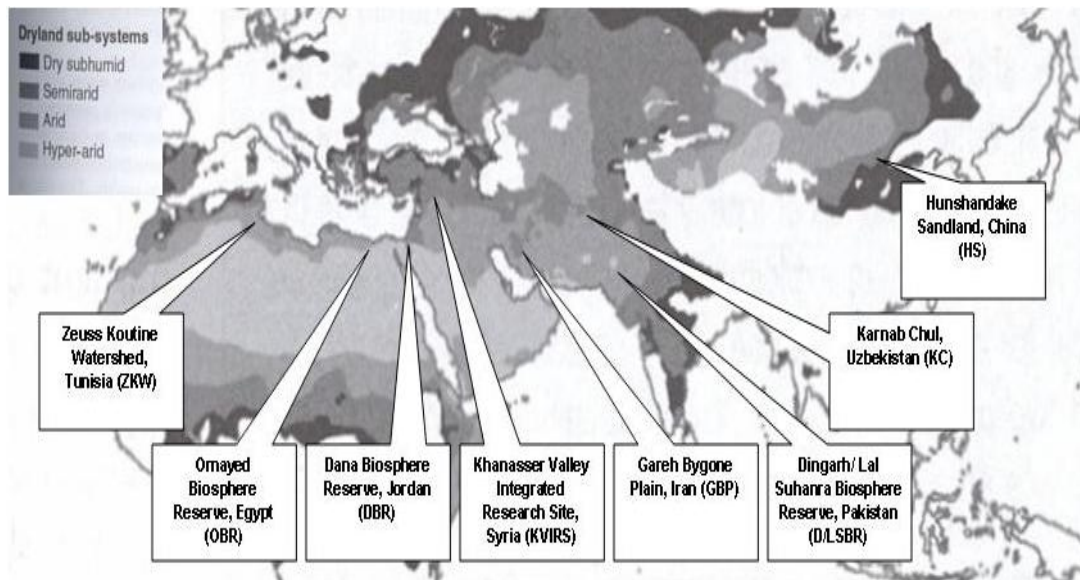 Dryland sub-systems
Dry subhumid
Semirarid
Arid
Hyper-arid
Hunshandake
Sandland, China
(HS)
Zeuss Koutine
Watershed,
Tunisia (ZKW)
Karnab Chul,
Uzbekistan (KC)
Omayed
Biosphere
Reserve, Egypt
(OBR)
Dana Biosphere
Reserve, Jordan
(DBR)
Khanasser Valley
Integrated
Research Site,
Syria (KVIRS)
Gareh Bygone
Plain, Iran (GBP)
Dingarh/ Lal
Suhanra Biosphere
Reserve, Pakistan
(D/LSBR)